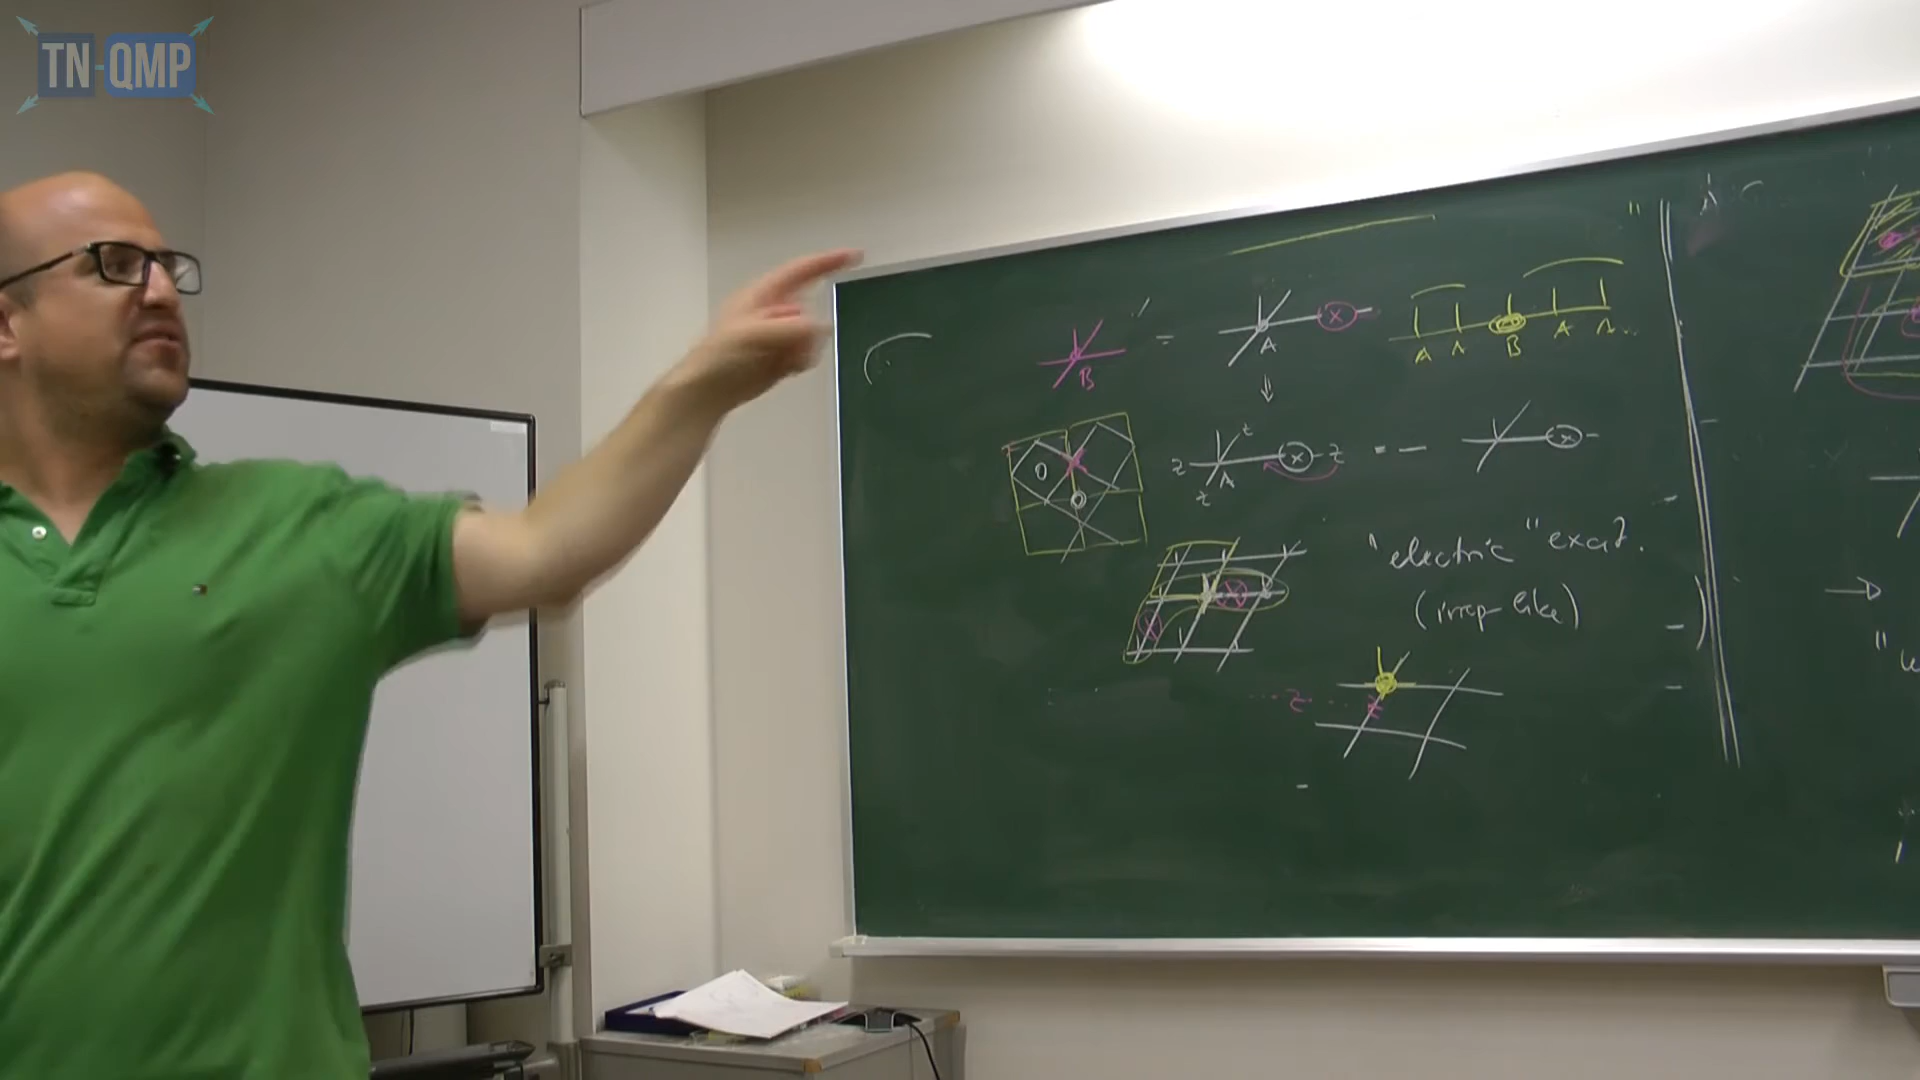 TN-QMP
B = A X A A B A A..
Z Z A X Z = - X
Z
0
"electric" excit.
(irrep like)
... Z ... Z